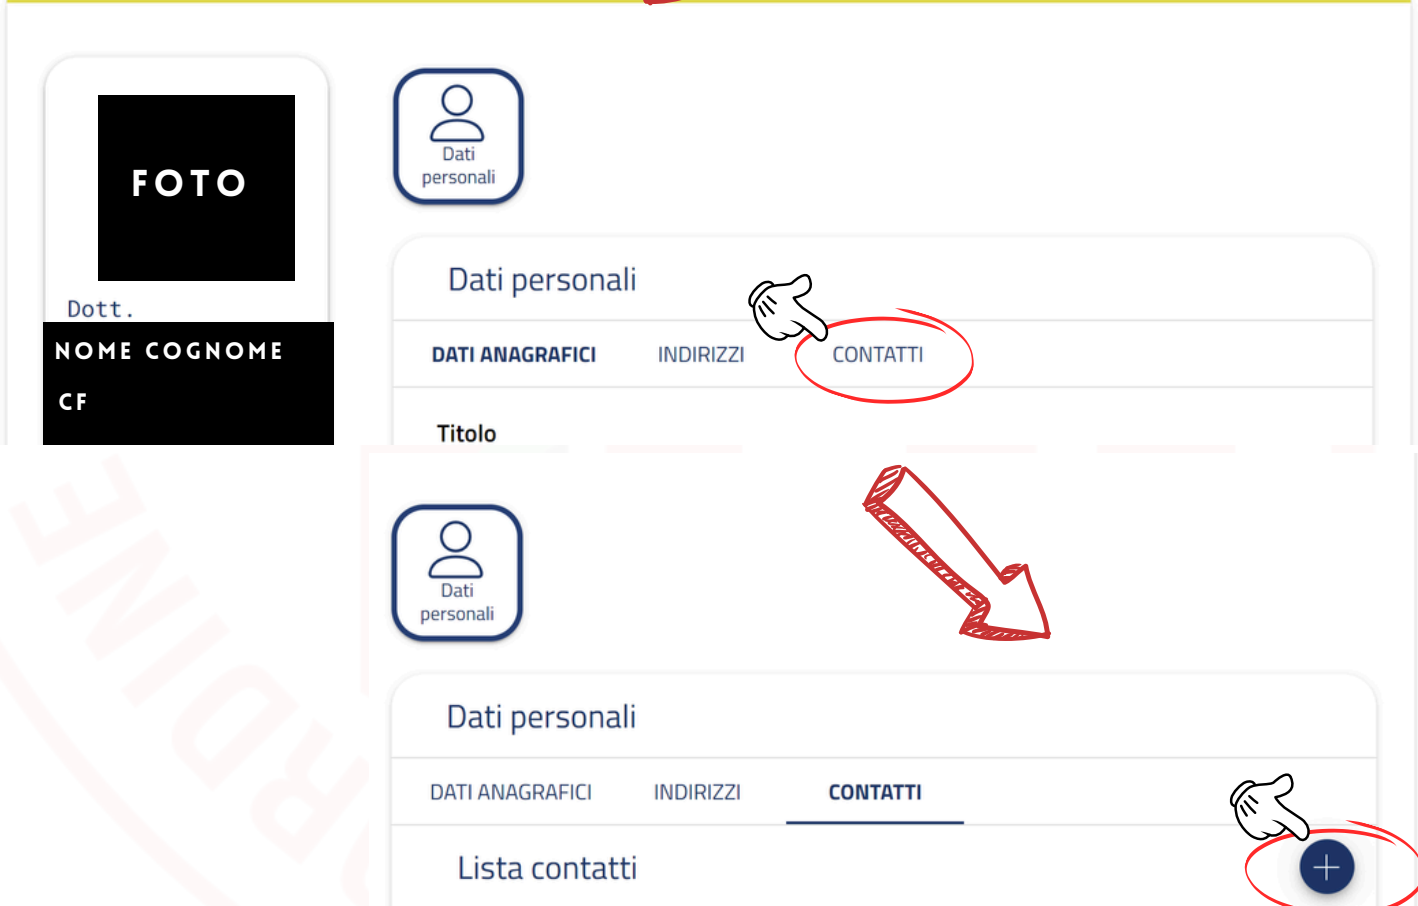 FOTO
Dott.
NOME COGNOME
CF
Dati
personali
Dati personali
DATI ANAGRAFICI INDIRIZZI CONTATTI
Titolo
ORDINE
Dati
personali
Dati personali
DATI ANAGRAFICI INDIRIZZI CONTATTI
Lista contatti
+